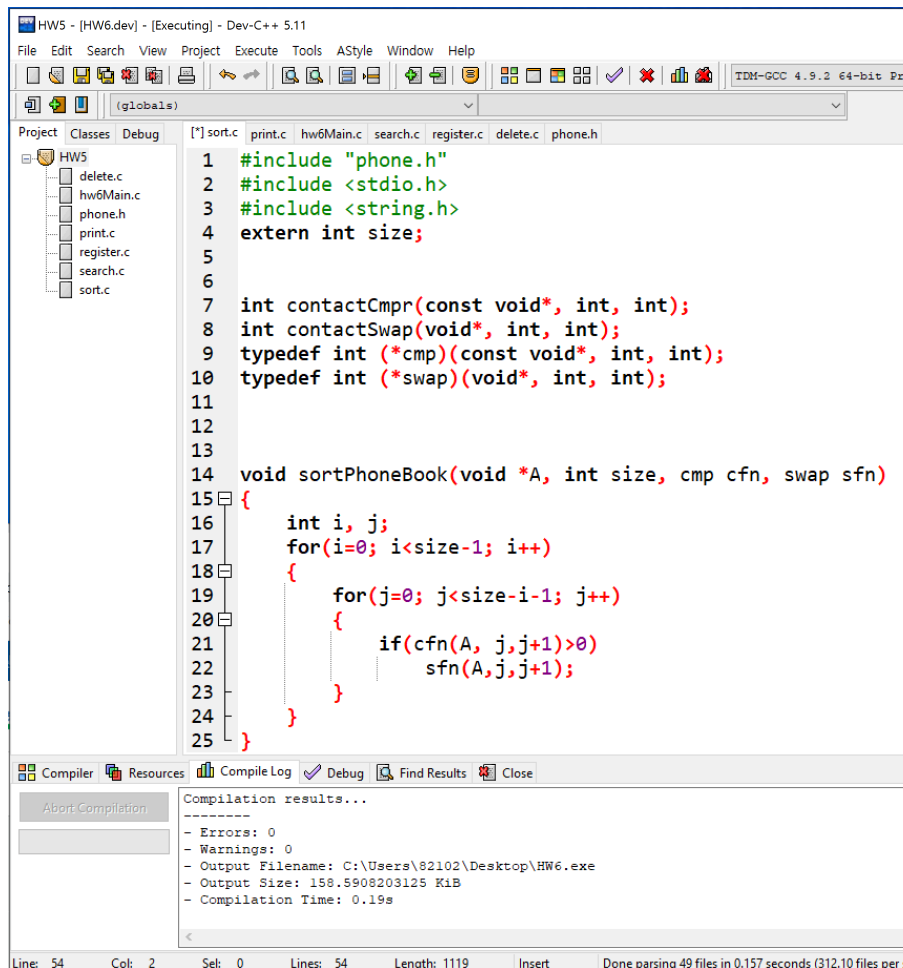 HW5 - [HW6.dev] - [Executing] - Dev-C++ 5.11
File Edit Search View Project Execute Tools AStyle Window Help
TDM-GCC 4.9.2 64-bit Pr
(globals)
Project Classes Debug
[*] sort.c print.c hw6Main.c search.c register.c delete.c phone.h
HW5
delete.c
hw6Main.c
phone.h
print.c
register.c
search.c
sort.c
1 #include "phone.h"
2 #include <stdio.h>
3 #include <string.h>
4 extern int size;
5
6
7 int contactCmpr(const void*, int, int);
8 int contactSwap(void*, int, int);
9 typedef int (*cmp)(const void*, int, int);
10 typedef int (*swap)(void*, int, int);
11
12
13
14 void sortPhoneBook(void *A, int size, cmp cfn, swap sfn)
15 {
16 int i, j;
17 for(i=0; i<size-1; i++)
18 {
19 for(j=0; j<size-i-1; j++)
20 {
21 if(cfn(A, j,j+1)>0)
22 sfn(A,j,j+1);
23 }
24 }
25 }
Compiler Resources Compile Log Debug Find Results Close
Abort Compilation
Compilation results...
--------
- Errors: 0
- Warnings: 0
- Output Filename: C:\Users\82102\Desktop\HW6.exe
- Output Size: 158.5908203125 KiB
- Compilation Time: 0.19s
Line: 54 Col: 2 Sel: 0 Lines: 54 Length: 1119 Insert Done parsing 49 files in 0.157 seconds (312.10 files per